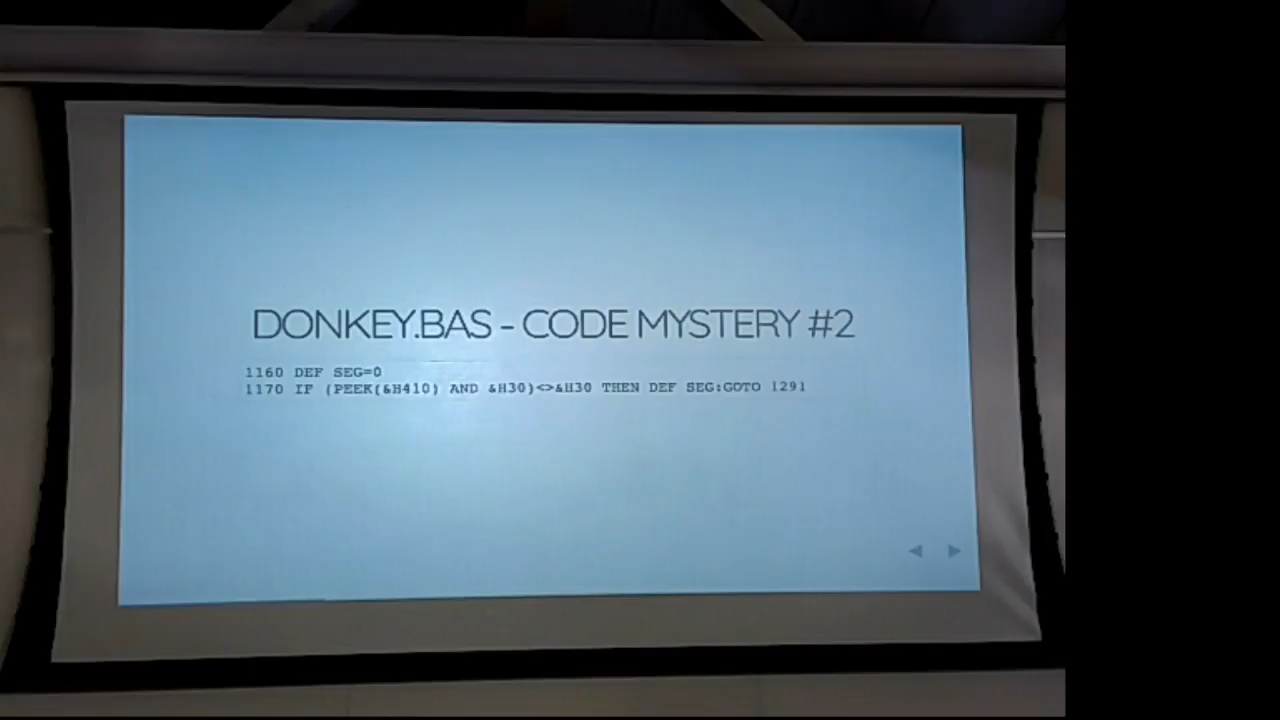 DONKEY.BAS - CODE MYSTERY #2
1160 DEF SEG=0
1170 IF (PEEK(&H410) AND &H30)<>&H30 THEN DEF SEG:GOTO 1291